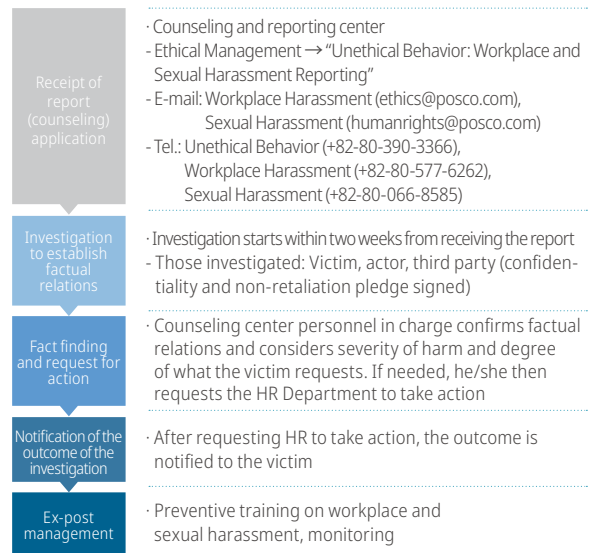 Receipt of
report
(counseling)
application
· Counseling and reporting center
- Ethical Management → “Unethical Behavior: Workplace and
Sexual Harassment Reporting”
- E-mail: Workplace Harassment (ethics@posco.com),
Sexual Harassment (humanrights@posco.com)
- Tel.: Unethical Behavior (+82-80-390-3366),
Workplace Harassment (+82-80-577-6262),
Sexual Harassment (+82-80-066-8585)
Investigation
to establish
factual
relations
· Investigation starts within two weeks from receiving the report
- Those investigated: Victim, actor, third party (confiden-
tiality and non-retaliation pledge signed)
Fact finding
and request for
action
· Counseling center personnel in charge confirms factual
relations and considers severity of harm and degree
of what the victim requests. If needed, he/she then
requests the HR Department to take action
Notification of the
outcome of the
investigation
· After requesting HR to take action, the outcome is
notified to the victim
Ex-post
management
· Preventive training on workplace and
sexual harassment, monitoring